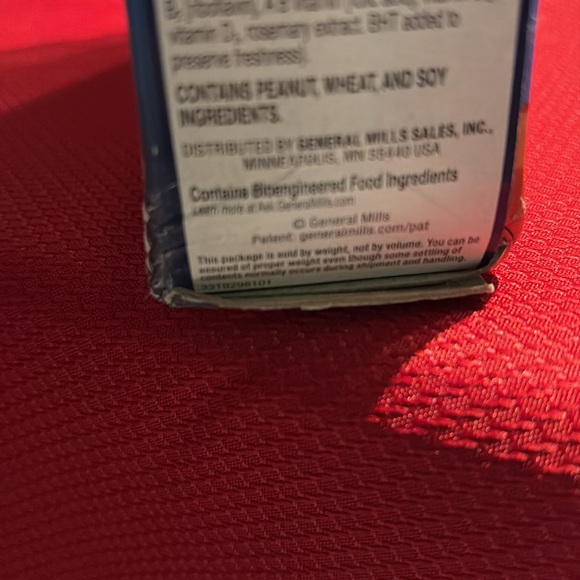 vitamin D₃, rosemary extract. BHT added to
preserve freshness).
CONTAINS PEANUT, WHEAT, AND SOY
INGREDIENTS.
DISTRIBUTED BY GENERAL MILLS SALES, INC.,
MINNEAPOLIS, MN 55440 USA
Contains Bioengineered Food Ingredients
Learn more at Ask.GeneralMills.com
© General Mills
Patent: generalmills.com/pat
This package is sold by weight, not by volume. You can be
assured of proper weight even though some settling of
contents normally occurs during shipment and handling.